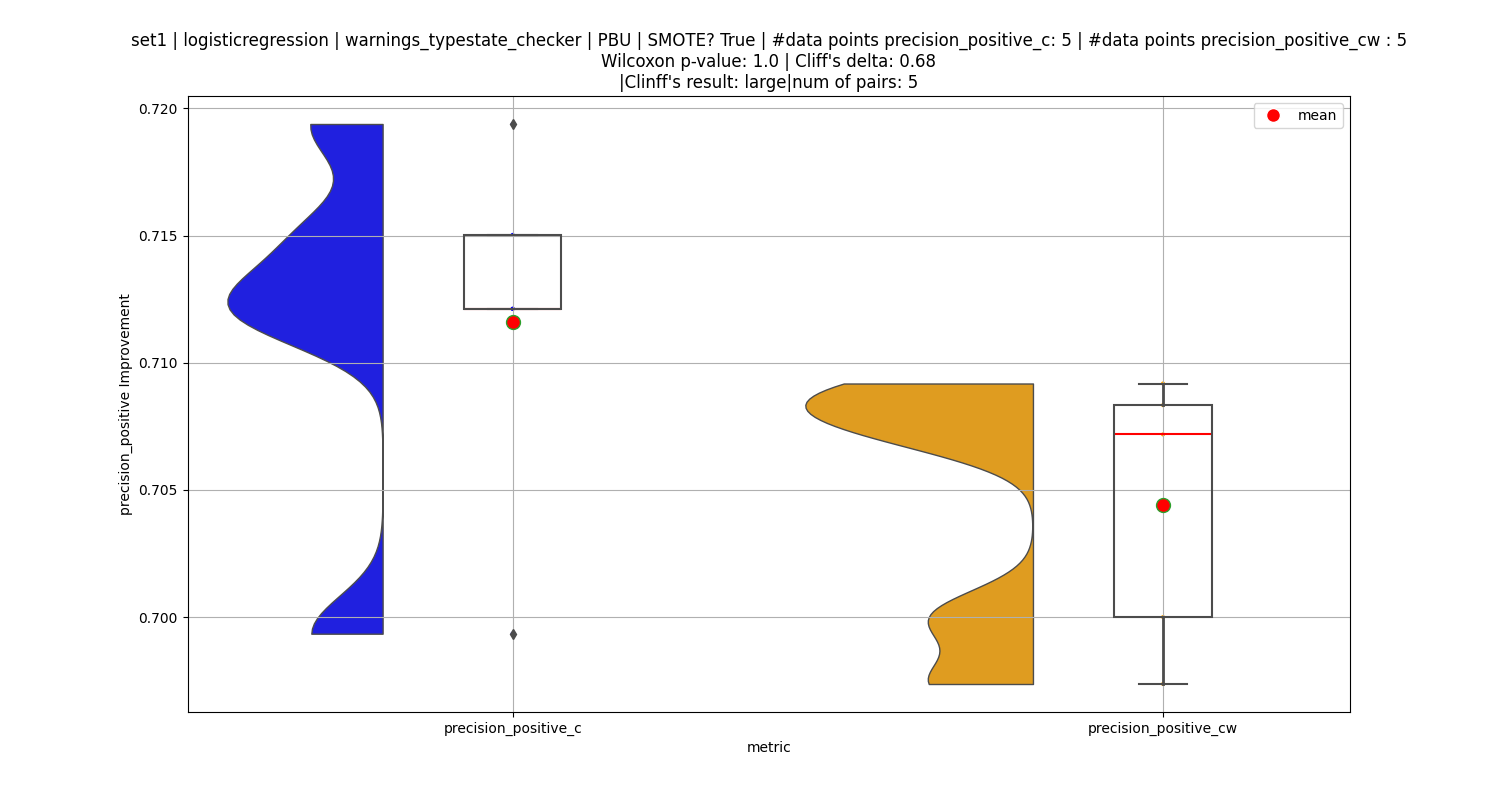 set1 | logisticregression | warnings_typestate_checker | PBU | SMOTE? True | #data points precision_positive_c: 5 | #data points precision_positive_cw : 5
Wilcoxon p-value: 1.0 | Cliff's delta: 0.68
|Clinff's result: large|num of pairs: 5
mean
precision_positive Improvement
0.720
0.715
0.710
0.705
0.700
precision_positive_c
precision_positive_cw
metric